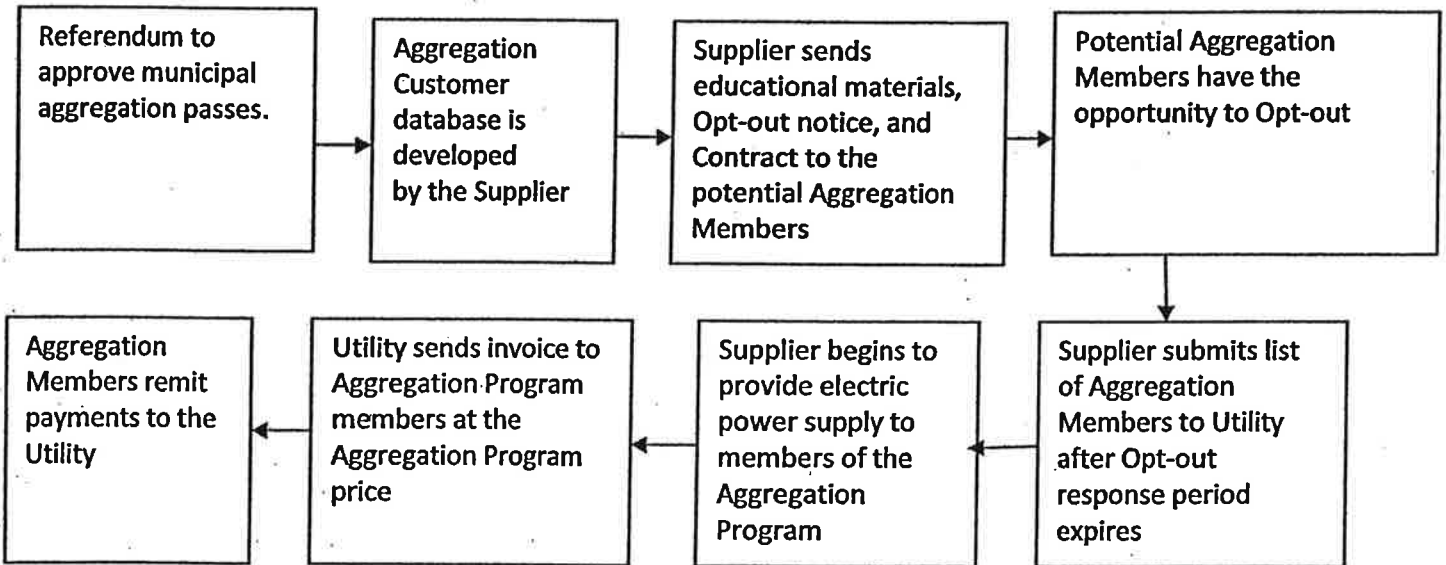 Referendum to
approve municipal
aggregation passes.
Aggregation
Customer
database is
developed
by the Supplier
Supplier sends
educational materials,
Opt-out notice, and
Contract to the
potential Aggregation
Members
Potential Aggregation
Members have the
opportunity to Opt-out
Supplier submits list
of Aggregation
Members to Utility
after Opt-out
response period
expires
Supplier begins to
provide electric
power supply to
members of the
Aggregation
Program
Utility sends invoice to
Aggregation Program
members at the
Aggregation Program
price
Aggregation
Members remit
payments to the
Utility